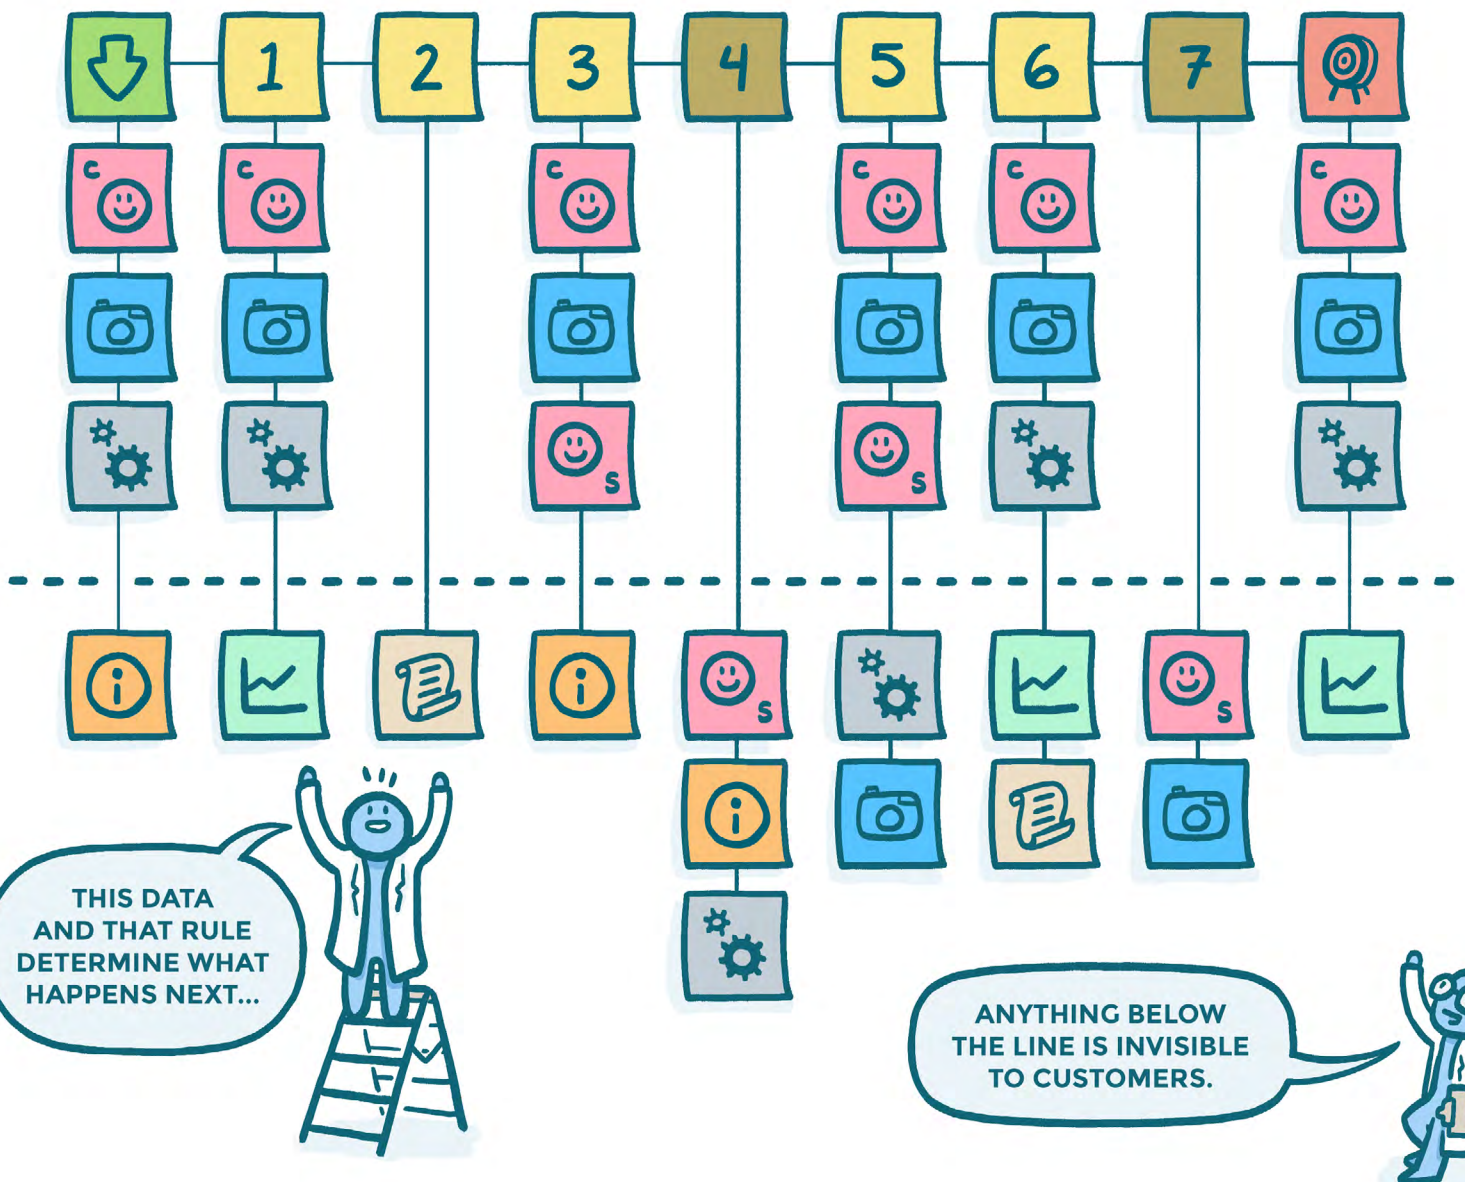 1 2 3 4 5 6 7
C C C C C C
S S
S S
THIS DATA
AND THAT RULE
DETERMINE WHAT
HAPPENS NEXT...
ANYTHING BELOW
THE LINE IS INVISIBLE
TO CUSTOMERS.